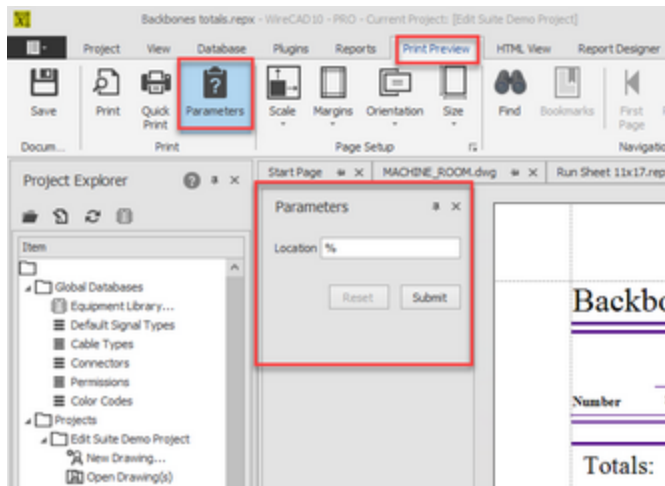 Backbones totals.repx - WireCAD10 - PRO - Current Project: [Edit Suite Demo Project]
Project View Database Plugins Reports Print Preview HTML View Report Designer
Save Print Quick Print Parameters Scale Margins Orientation Size Find Bookmarks First Page
Docum... Print Page Setup Navigatio
Start Page MACHINE_ROOM.dwg Run Sheet 11x17.rep
Project Explorer
Parameters
Location %
Reset Submit
Item
Global Databases
Equipment Library...
Default Signal Types
Cable Types
Connectors
Permissions
Color Codes
Projects
Edit Suite Demo Project
New Drawing...
Open Drawing(s)
Backbo
Number
Totals: